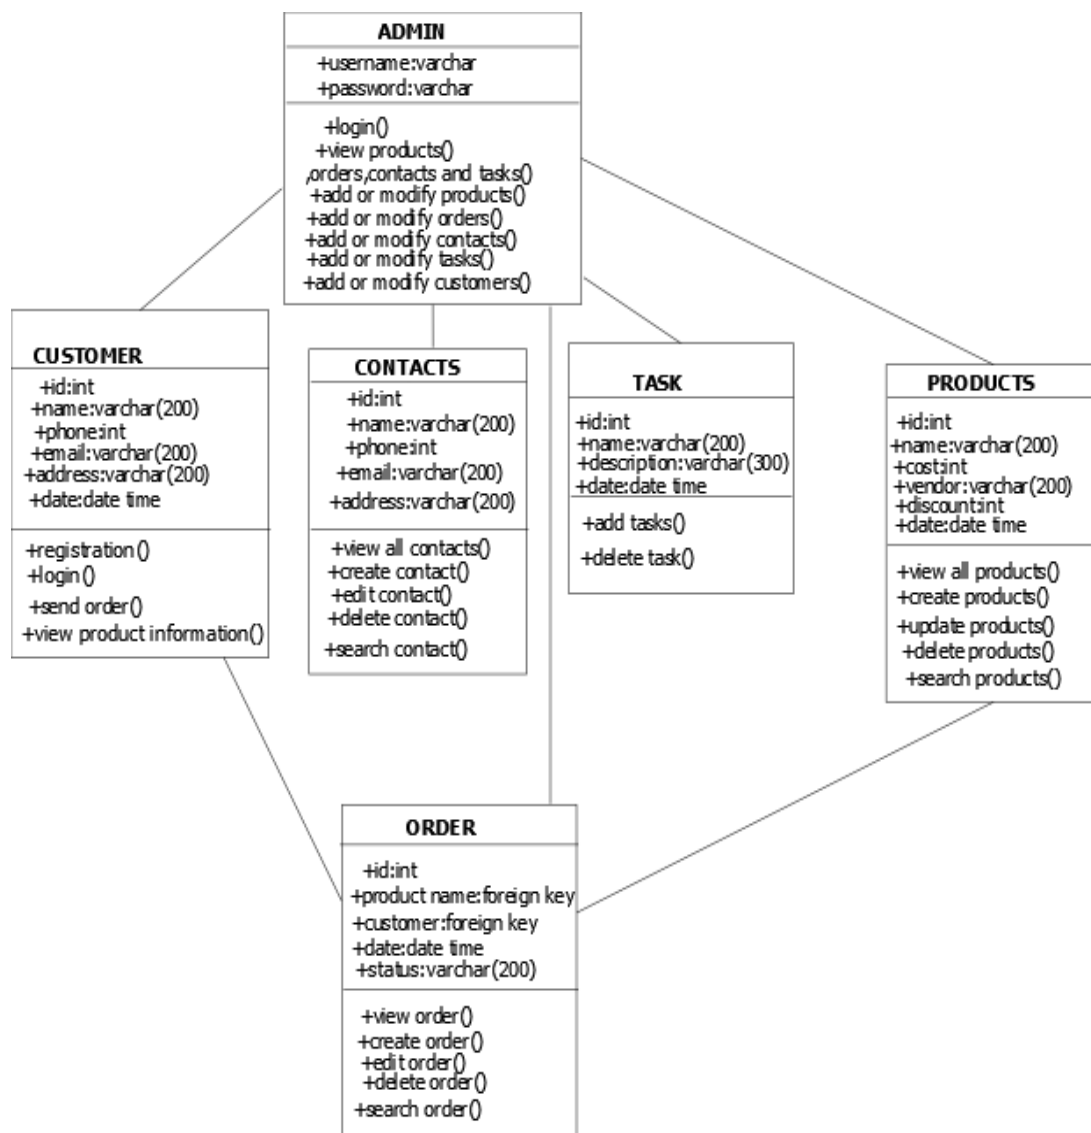 ADMIN
+username:varchar
+password:varchar
+login()
+view products()
,orders,contacts and tasks()
+add or modify products()
+add or modify orders()
+add or modify contacts()
+add or modify tasks()
+add or modify customers()
CUSTOMER
+id:int
+name:varchar(200)
+phone:int
+email:varchar(200)
+address:varchar(200)
+date:date time
+registration()
+login()
+send order()
+view product information()
CONTACTS
+id:int
+name:varchar(200)
+phone:int
+email:varchar(200)
+address:varchar(200)
+view all contacts()
+create contact()
+edit contact()
+delete contact()
+search contact()
TASK
+id:int
+name:varchar(200)
+description:varchar(300)
+date:date time
+add tasks()
+delete task()
PRODUCTS
+id:int
+name:varchar(200)
+cost:int
+vendor:varchar(200)
+discount:int
+date:date time
+view all products()
+create products()
+update products()
+delete products()
+search products()
ORDER
+id:int
+product name:foreign key
+customer:foreign key
+date:date time
+status:varchar(200)
+view order()
+create order()
+edit order()
+delete order()
+search order()